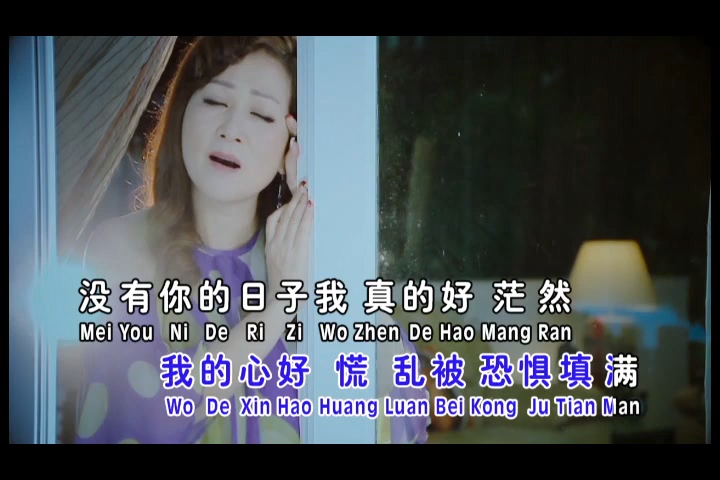 没有你的日子我 真的好 茫然
Mei You Ni De Ri Zi Wo Zhen De Hao Mang Ran
我的心好 慌 乱被 恐惧填 满
Wo De Xin Hao Huang Luan Bei Kong Ju Tian Man